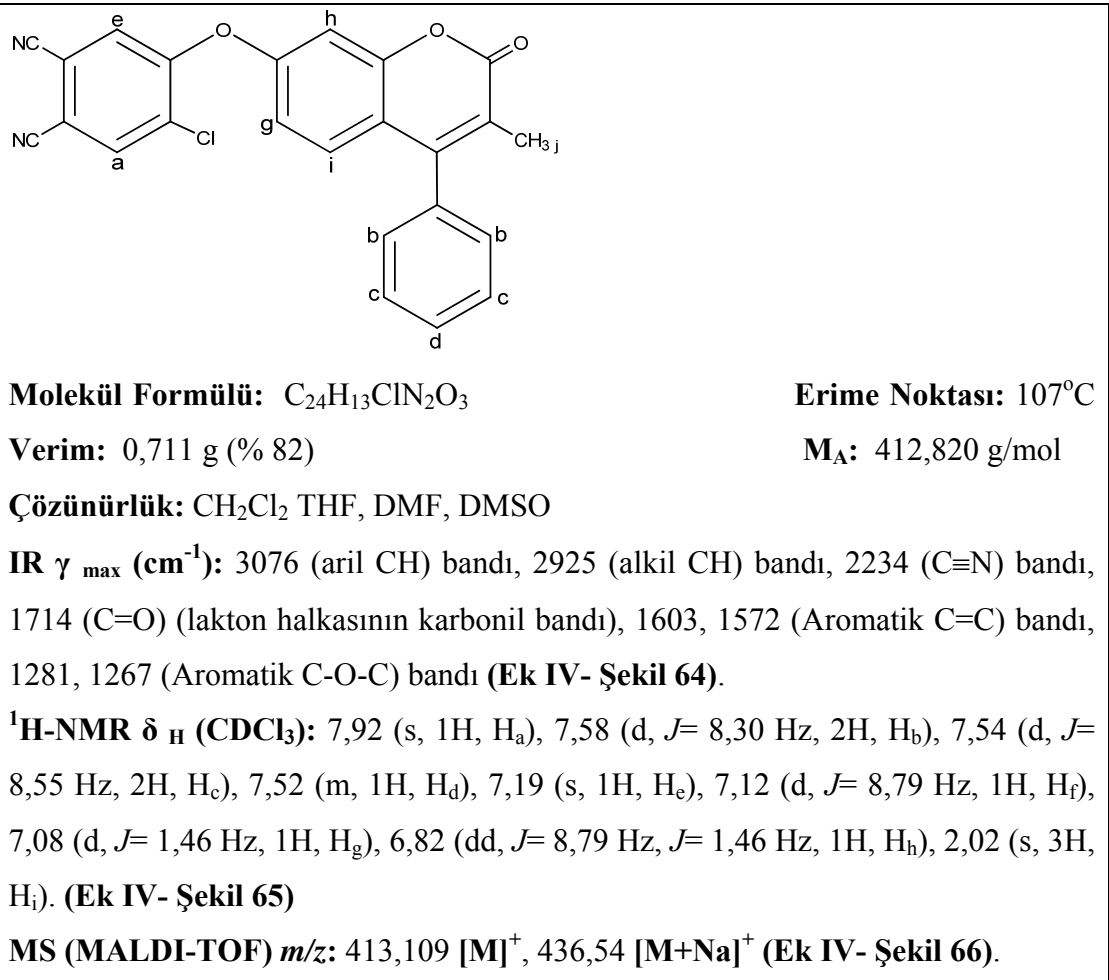 e
h
NC
O
O
O
NC
Cl
g
CH3 j
a
i
b
b
c
c
d
Molekül Formülü: C24H13ClN2O3 Erime Noktası: 107°C
Verim: 0,711 g (% 82) MA: 412,820 g/mol
Çözünürlük: CH2Cl2 THF, DMF, DMSO
IR γ max (cm-1): 3076 (aril CH) bandı, 2925 (alkil CH) bandı, 2234 (C≡N) bandı,
1714 (C=O) (lakton halkasının karbonil bandı), 1603, 1572 (Aromatik C=C) bandı,
1281, 1267 (Aromatik C-O-C) bandı (Ek IV- Şekil 64).
1H-NMR δ H (CDCl3): 7,92 (s, 1H, Ha), 7,58 (d, J= 8,30 Hz, 2H, Hb), 7,54 (d, J=
8,55 Hz, 2H, Hc), 7,52 (m, 1H, Hd), 7,19 (s, 1H, He), 7,12 (d, J= 8,79 Hz, 1H, Hf),
7,08 (d, J= 1,46 Hz, 1H, Hg), 6,82 (dd, J= 8,79 Hz, J= 1,46 Hz, 1H, Hh), 2,02 (s, 3H,
Hi). (Ek IV- Şekil 65)
MS (MALDI-TOF) m/z: 413,109 [M]+, 436,54 [M+Na]+ (Ek IV- Şekil 66).